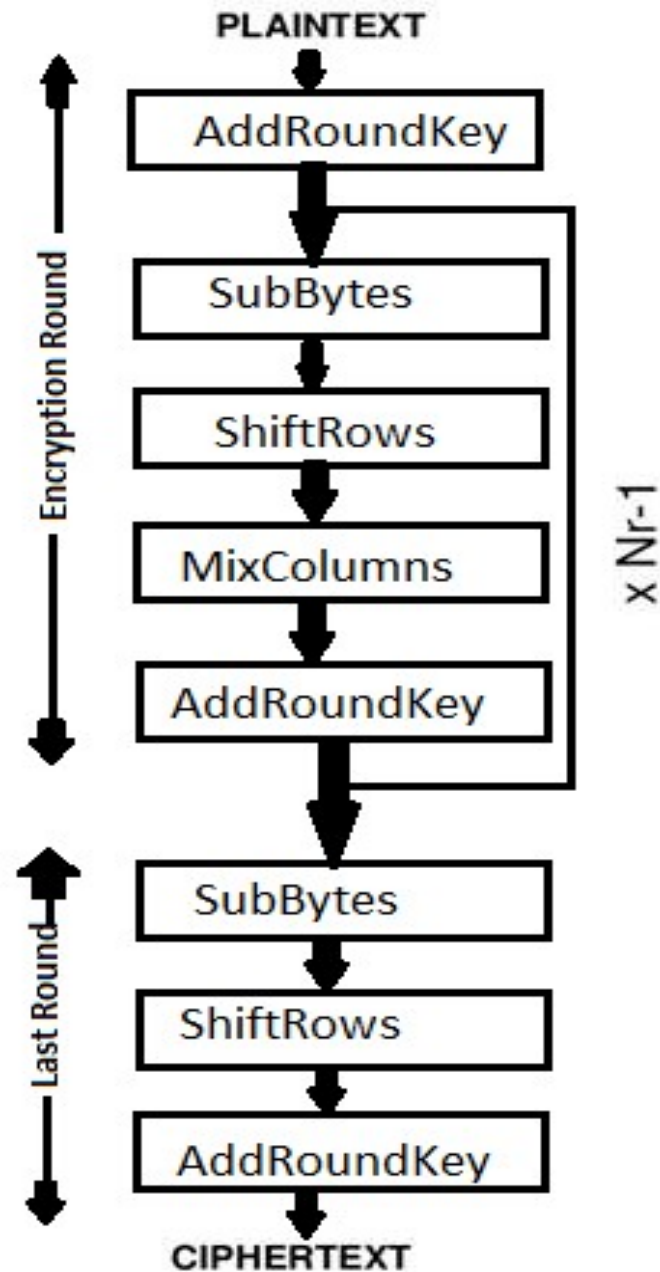 PLAINTEXT
AddRoundKey
SubBytes
ShiftRows
MixColumns
AddRoundKey
Encryption Round
x Nr-1
SubBytes
ShiftRows
AddRoundKey
Last Round
CIPHERTEXT